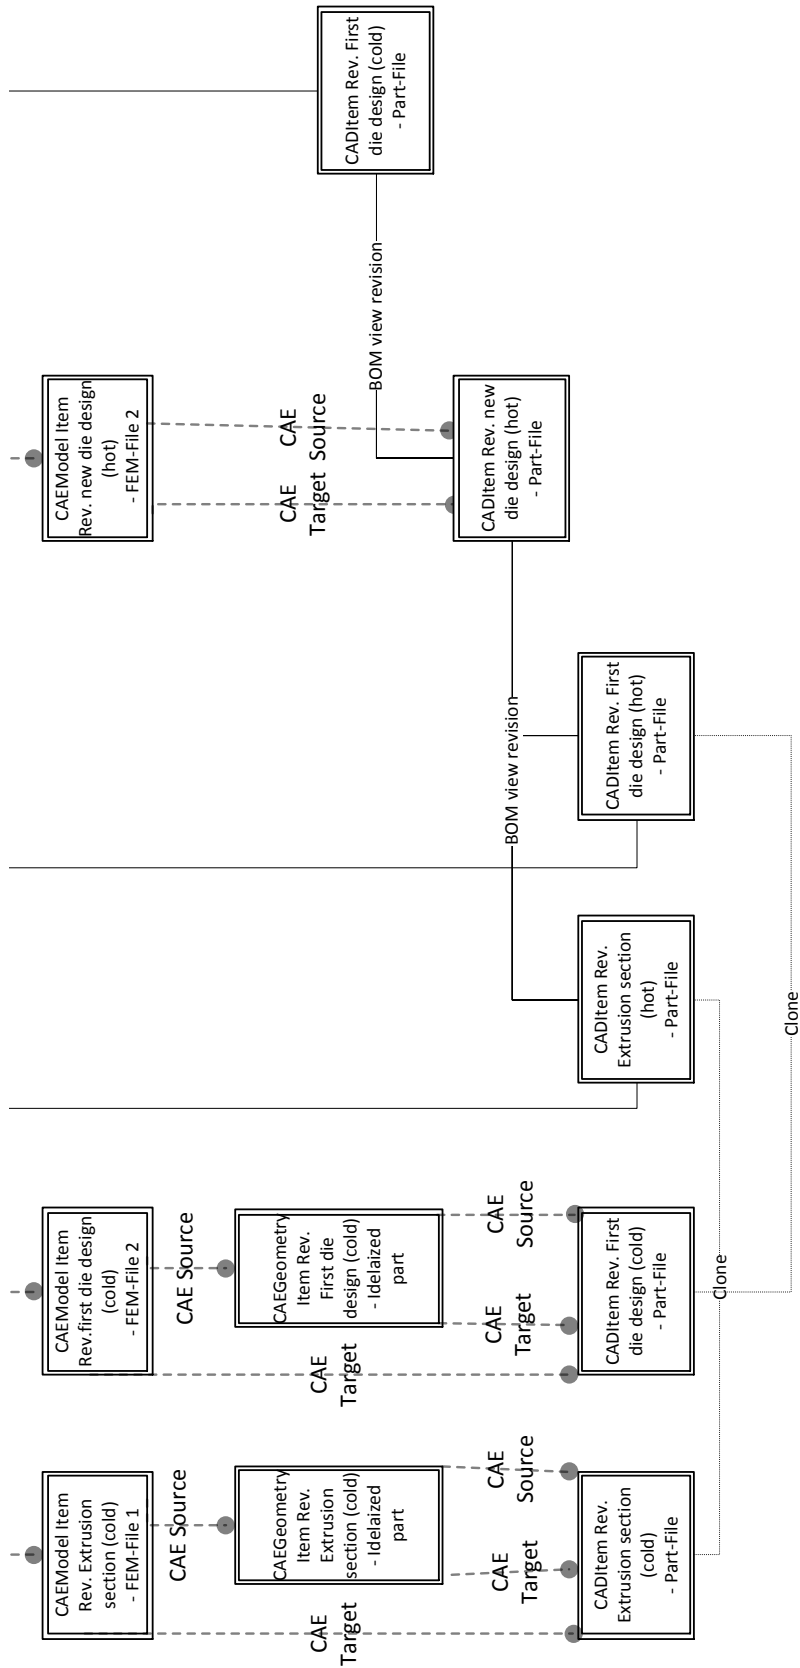 CAEModel Item
Rev. Extrusion
section (cold)
- FEM-File 1
CAEModel Item
Rev.first die design
(cold)
- FEM-File 2
CAEModel Item
Rev. new die design
(hot)
- FEM-File 2
CADItem Rev. First
die design (cold)
- Part-File
CAE Source
CAE Source
CAE
Target
CAE
Target
CAE
Target
CAE
Source
BOM view revision
CAEGeometry
Item Rev.
Extrusion
section (cold)
- Idelaized
part
CAEGeometry
Item Rev.
First die
design (cold)
- Idelaized
part
CAE
Target
CAE
Source
CAE
Target
CAE
Source
CADItem Rev. new
die design (hot)
- Part-File
BOM view revision
CADItem Rev.
Extrusion section
(cold)
- Part-File
CADItem Rev. First
die design (cold)
- Part-File
CADItem Rev.
Extrusion section
(hot)
- Part-File
CADItem Rev. First
die design (hot)
- Part-File
Clone
Clone